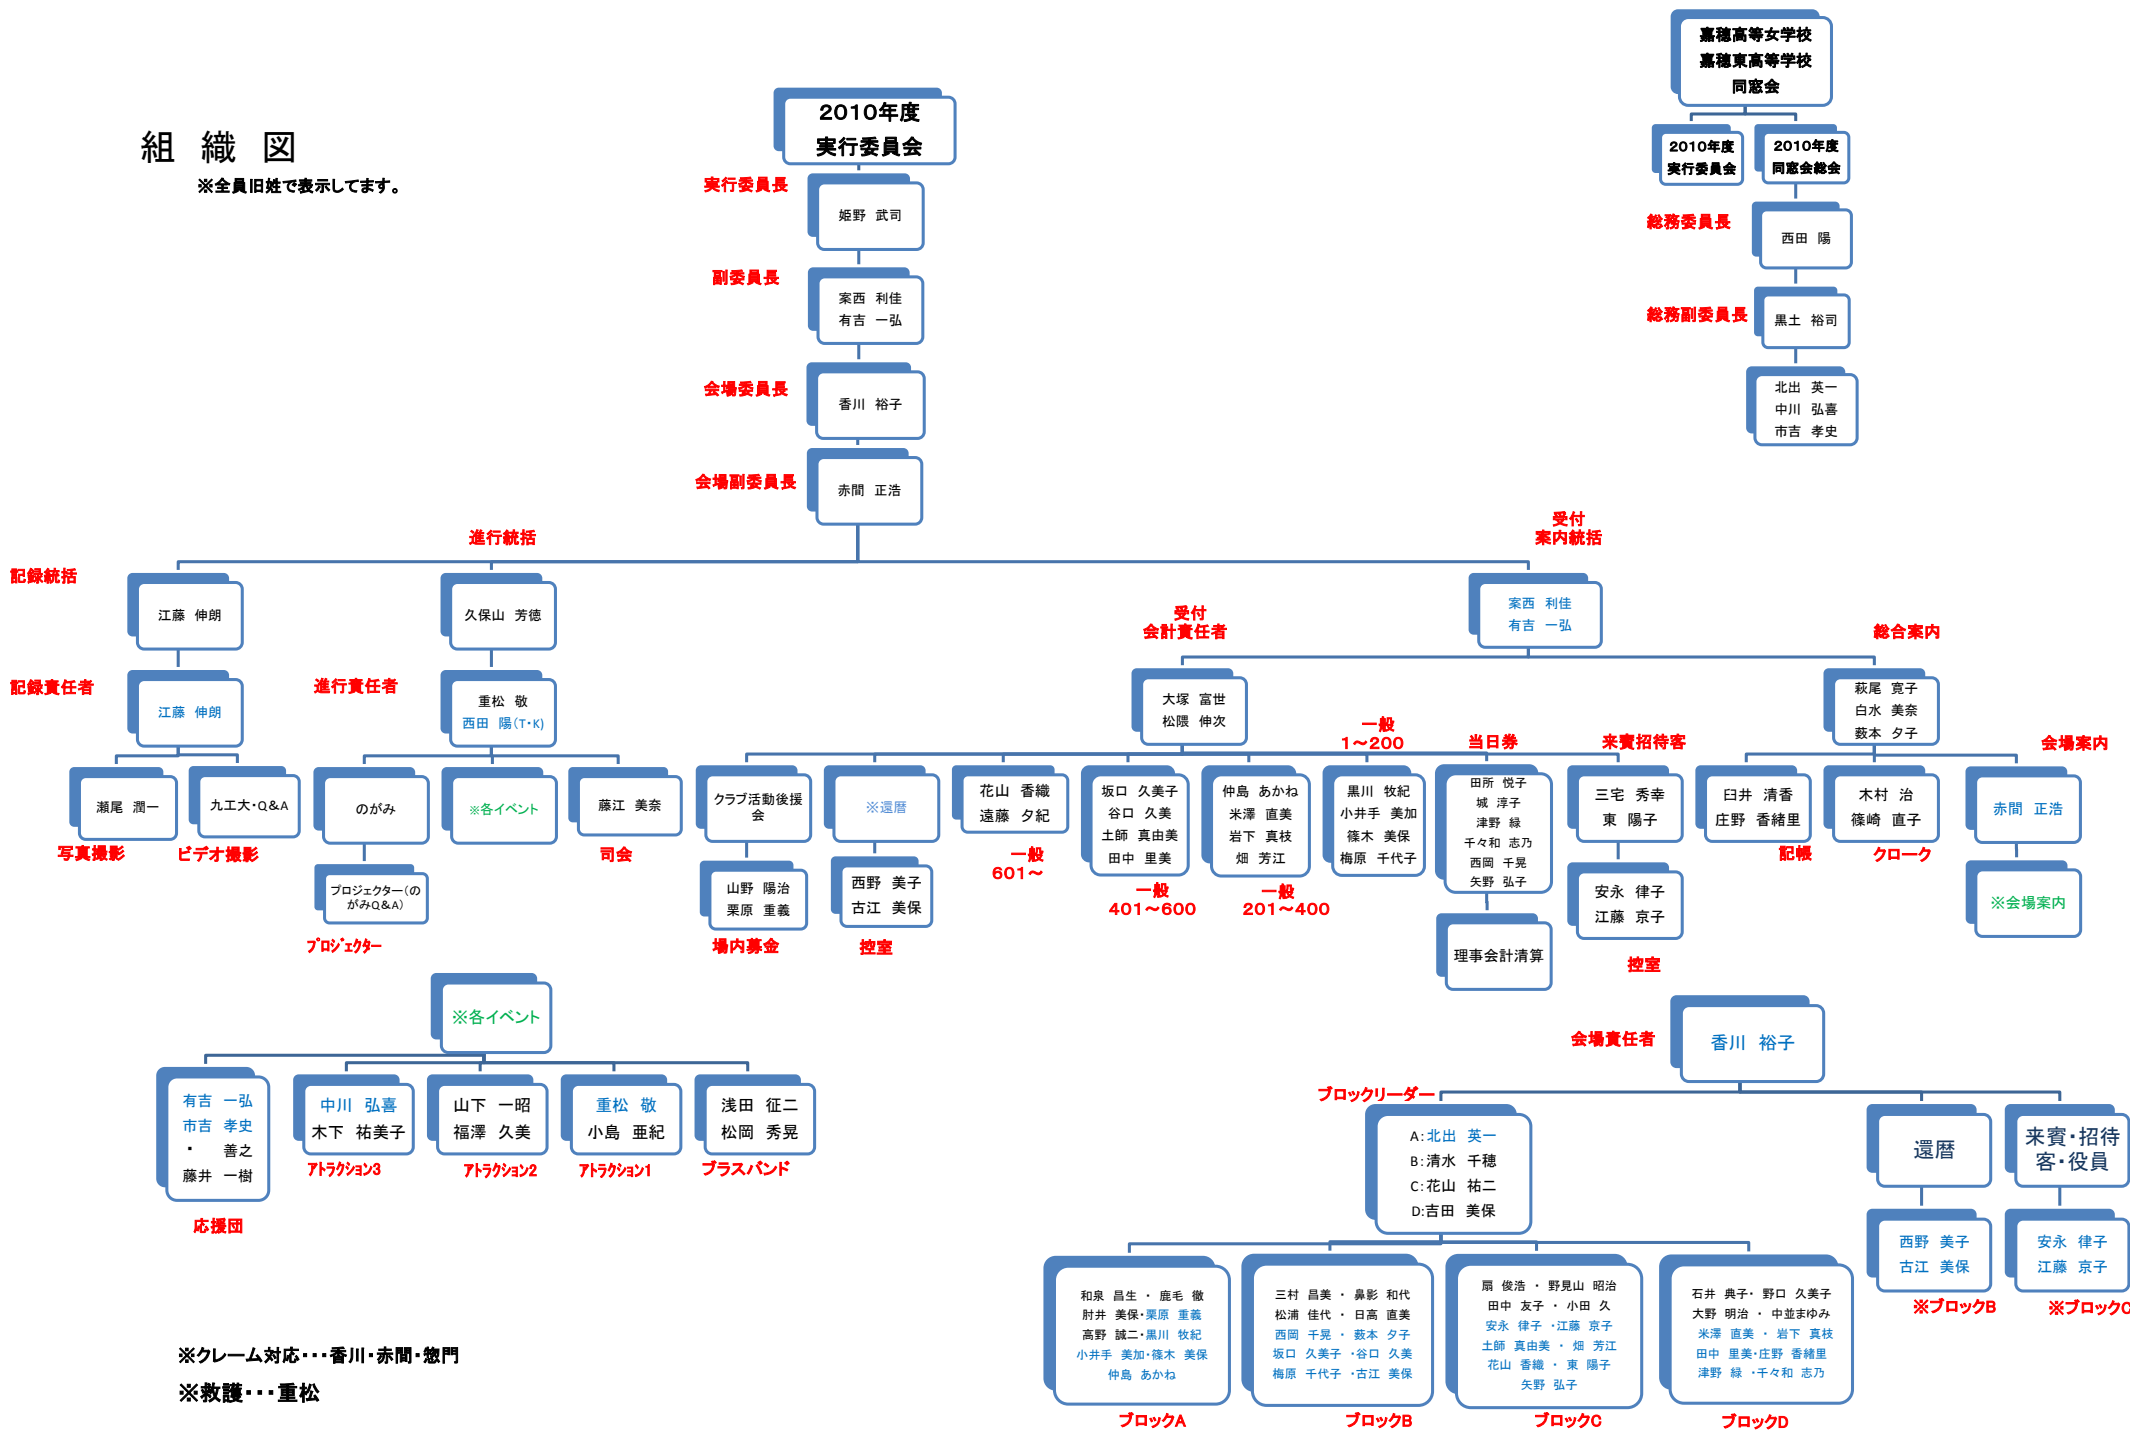 組 織 図
※全員旧姓で表示してます。
2010年度
実行委員会
実行委員長
姫野 武司
副委員長
案西 利佳
有吉 一弘
会場委員長
香川 裕子
会場副委員長
赤間 正浩
嘉穂高等女学校
嘉穂東高等学校
同窓会
2010年度
実行委員会
2010年度
同窓会総会
総務委員長
西田 陽
総務副委員長
黒土 裕司
北出 英一
中川 弘喜
市吉 孝史
記録統括
江藤 伸朗
記録責任者
江藤 伸朗
瀬尾 潤一
写真撮影
九工大・Q&A
ビデオ撮影
進行統括
久保山 芳徳
進行責任者
重松 敬
西田 陽(T・K)
のがみ
プロジェクター(の
がみQ&A)
プロジェクター
※各イベント
藤江 美奈
司会
受付
案内統括
案西 利佳
有吉 一弘
受付
会計責任者
大塚 富世
松隈 伸次
クラブ活動後援
会
山野 陽治
栗原 重義
場内募金
※還暦
西野 美子
古江 美保
控室
花山 香織
遠藤 夕紀
一般
601～
坂口 久美子
谷口 久美
土師 真由美
田中 里美
一般
401～600
仲島 あかね
米澤 直美
岩下 真枝
畑 芳江
一般
201～400
一般
1～200
黒川 牧紀
小井手 美加
篠木 美保
梅原 千代子
当日券
田所 悦子
城 淳子
津野 緑
千々和 志乃
西岡 千晃
矢野 弘子
理事会計清算
来賓招待客
三宅 秀幸
東 陽子
安永 律子
江藤 京子
控室
総合案内
萩尾 寛子
白水 美奈
薮本 夕子
臼井 清香
庄野 香緒里
記帳
木村 治
篠崎 直子
クローク
会場案内
赤間 正浩
※会場案内
※各イベント
有吉 一弘
市吉 孝史
・ 善之
藤井 一樹
応援団
中川 弘喜
木下 祐美子
アトラクション3
山下 一昭
福澤 久美
アトラクション2
重松 敬
小島 亜紀
アトラクション1
浅田 征二
松岡 秀晃
ブラスバンド
会場責任者
香川 裕子
ブロックリーダー
A:北出 英一
B:清水 千穂
C:花山 祐二
D:吉田 美保
還暦
西野 美子
古江 美保
※ブロックB
来賓・招待
客・役員
安永 律子
江藤 京子
※ブロックC
和泉 昌生 ・ 鹿毛 徹
肘井 美保・栗原 重義
高野 誠二・黒川 牧紀
小井手 美加・篠木 美保
仲島 あかね
ブロックA
三村 昌美 ・ 鼻影 和代
松浦 佳代 ・ 日高 直美
西岡 千晃 ・ 薮本 夕子
坂口 久美子 ・谷口 久美
梅原 千代子 ・古江 美保
ブロックB
扇 俊浩 ・ 野見山 昭治
田中 友子 ・ 小田 久
安永 律子 ・江藤 京子
土師 真由美 ・ 畑 芳江
花山 香織 ・ 東 陽子
矢野 弘子
ブロックC
石井 典子・ 野口 久美子
大野 明治 ・ 中並まゆみ
米澤 直美 ・ 岩下 真枝
田中 里美・庄野 香緒里
津野 緑 ・千々和 志乃
ブロックD
※クレーム対応・・・香川・赤間・惣門
※救護・・・重松